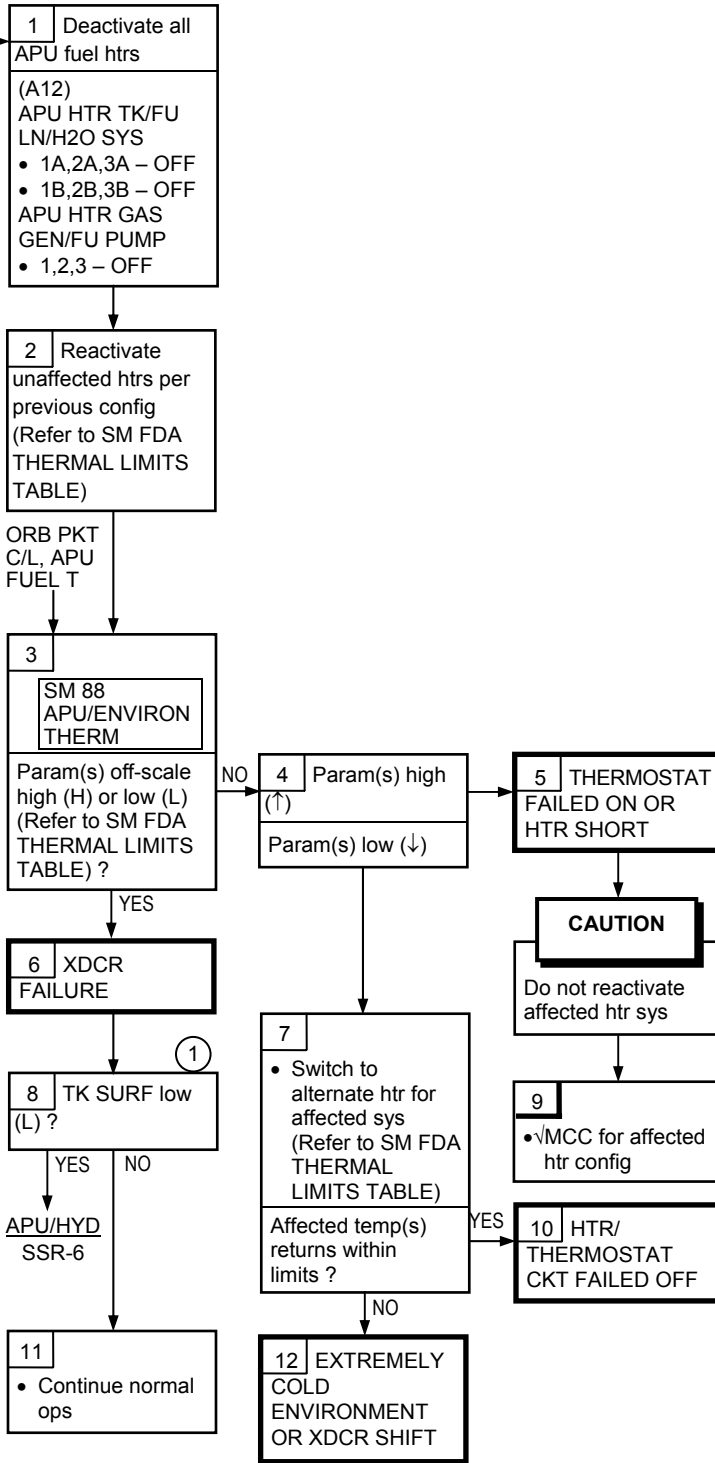 1 Deactivate all
APU fuel htrs
(A12)
APU HTR TK/FU
LN/H2O SYS
• 1A,2A,3A – OFF
• 1B,2B,3B – OFF
APU HTR GAS
GEN/FU PUMP
• 1,2,3 – OFF
2 Reactivate
unaffected htrs per
previous config
(Refer to SM FDA
THERMAL LIMITS
TABLE)
ORB PKT
C/L, APU
FUEL T
3
SM 88
APU/ENVIRON
THERM
Param(s) off-scale
high (H) or low (L)
(Refer to SM FDA
THERMAL LIMITS
TABLE) ?
NO
YES
4 Param(s) high
(↑)
Param(s) low (↓)
5 THERMOSTAT
FAILED ON OR
HTR SHORT
CAUTION
Do not reactivate
affected htr sys
9
•√MCC for affected
htr config
6 XDCR
FAILURE
1
8 TK SURF low
(L) ?
YES
NO
APU/HYD
SSR-6
11
• Continue normal
ops
7
• Switch to
alternate htr for
affected sys
(Refer to SM FDA
THERMAL
LIMITS TABLE)
Affected temp(s)
returns within
limits ?
YES
NO
10 HTR/
THERMOSTAT
CKT FAILED OFF
12 EXTREMELY
COLD
ENVIRONMENT
OR XDCR SHIFT